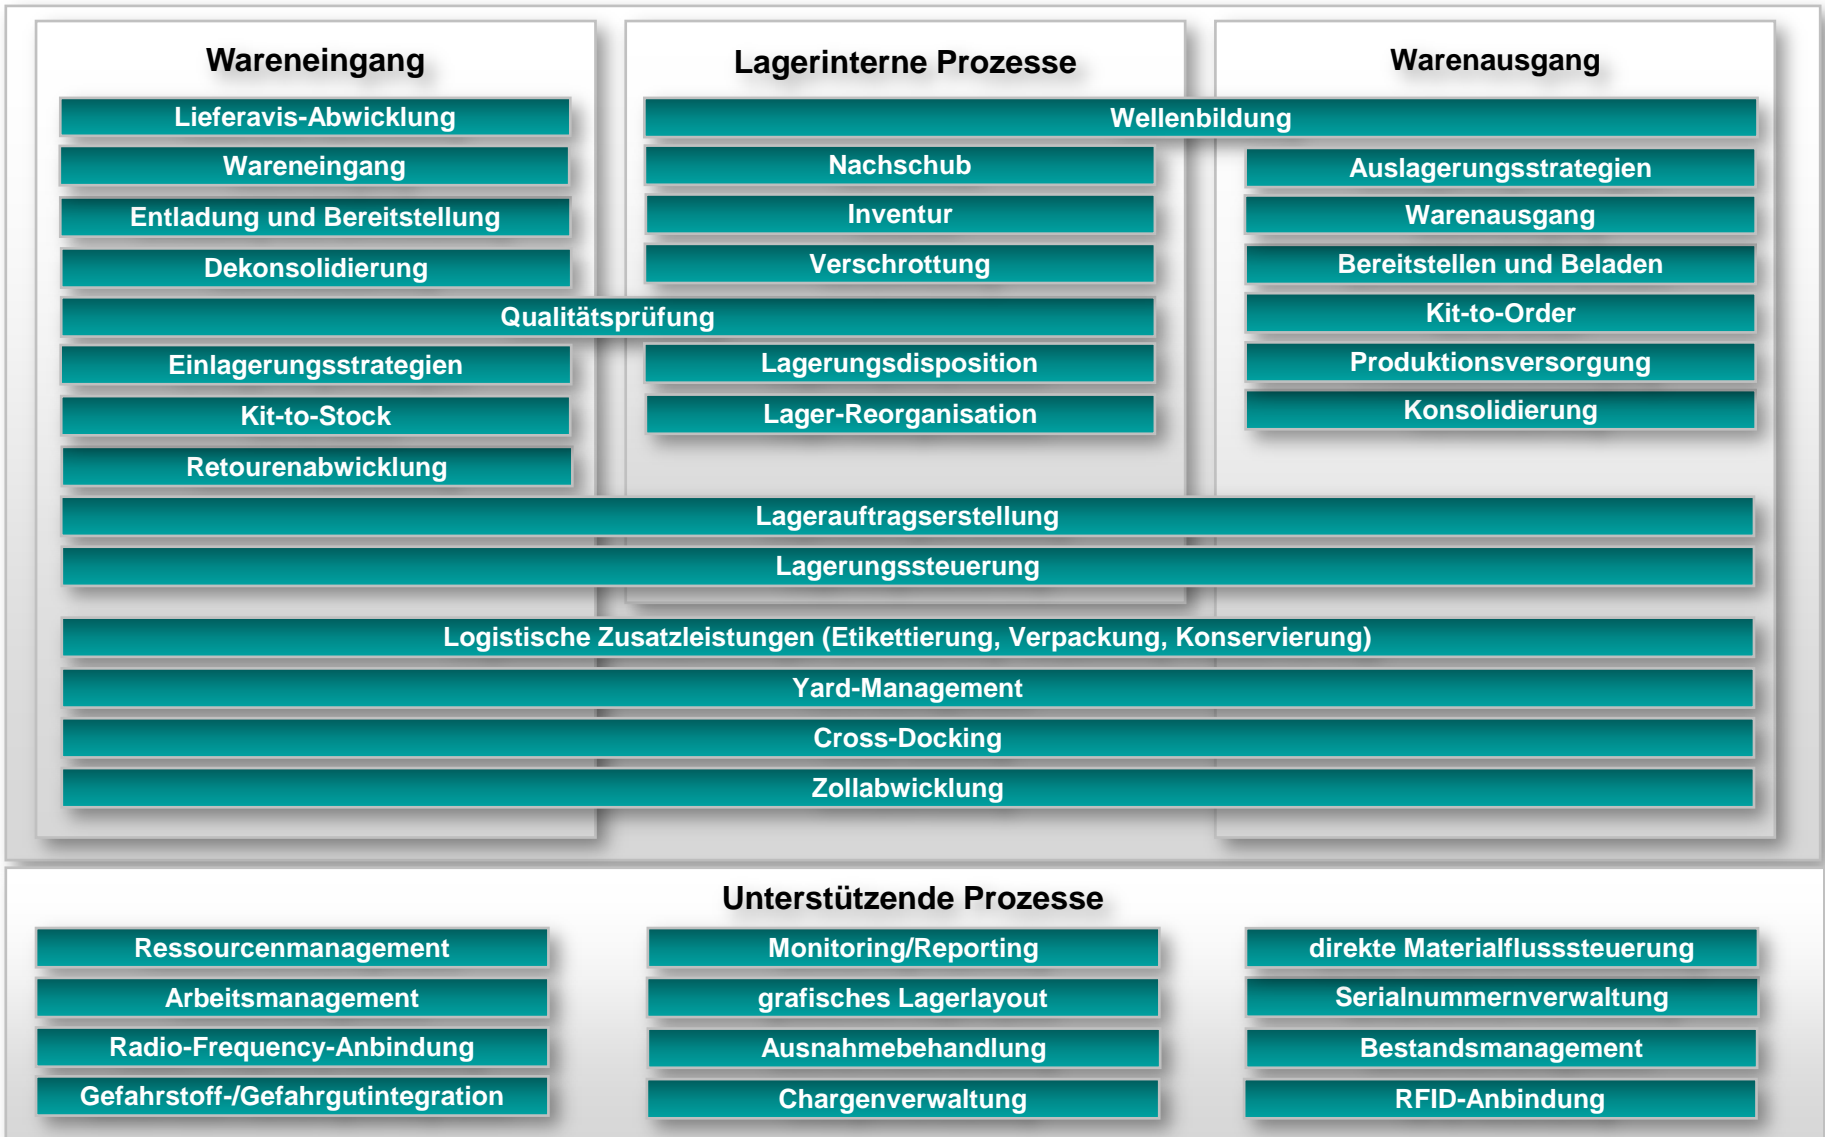 Wareneingang
Lieferavis-Abwicklung
Wareneingang
Entladung und Bereitstellung
Dekonsolidierung
Qualitätsprüfung
Einlagerungsstrategien
Kit-to-Stock
Retourenabwicklung
Lagerinterne Prozesse
Wellenbildung
Nachschub
Inventur
Verschrottung
Lagerungsdisposition
Lager-Reorganisation
Warenausgang
Auslagerungsstrategien
Warenausgang
Bereitstellen und Beladen
Kit-to-Order
Produktionsversorgung
Konsolidierung
Lagerauftragserstellung
Lagerungssteuerung
Logistische Zusatzleistungen (Etikettierung, Verpackung, Konservierung)
Yard-Management
Cross-Docking
Zollabwicklung
Unterstützende Prozesse
Ressourcenmanagement
Arbeitsmanagement
Radio-Frequency-Anbindung
Gefahrstoff-/Gefahrgutintegration
Monitoring/Reporting
grafisches Lagerlayout
Ausnahmebehandlung
Chargenverwaltung
direkte Materialflusssteuerung
Serialnummernverwaltung
Bestandsmanagement
RFID-Anbindung